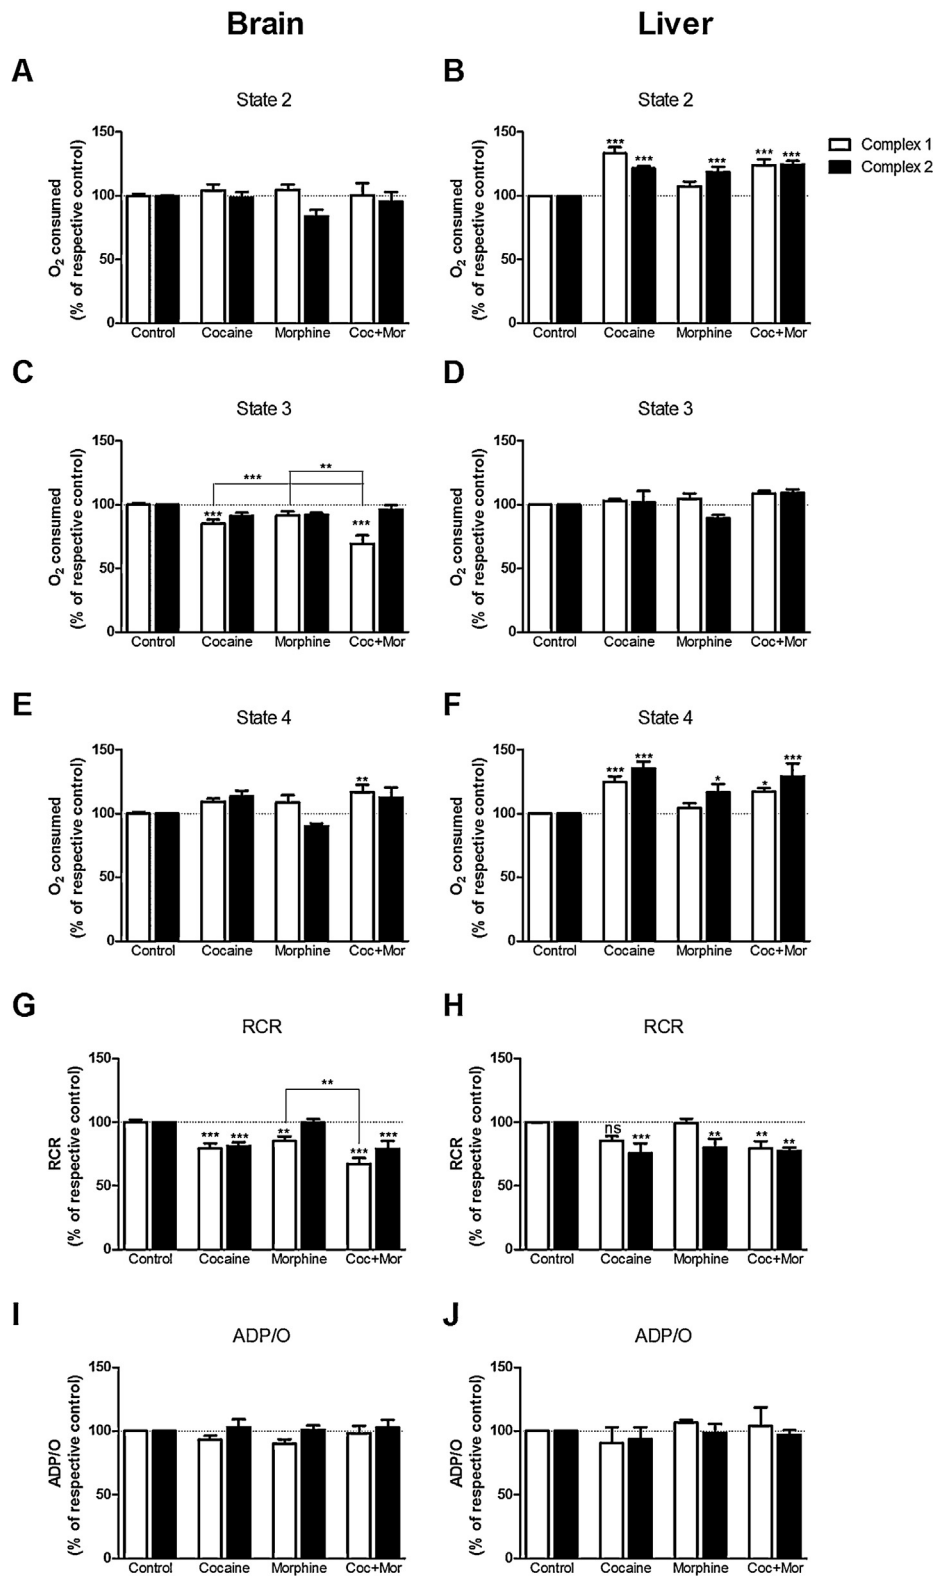 Brain
Liver
A
State 2
O2 consumed
(% of respective control)
150
100
50
0
Control Cocaine Morphine Coc+Mor
B
State 2
O2 consumed
(% of respective control)
150
100
50
0
*** *** *** *** ***
Control Cocaine Morphine Coc+Mor
Complex 1
Complex 2
C
State 3
O2 consumed
(% of respective control)
150
100
50
0
**
***
*** ***
Control Cocaine Morphine Coc+Mor
D
State 3
O2 consumed
(% of respective control)
150
100
50
0
Control Cocaine Morphine Coc+Mor
E
State 4
O2 consumed
(% of respective control)
150
100
50
0
**
Control Cocaine Morphine Coc+Mor
F
State 4
O2 consumed
(% of respective control)
150
100
50
0
*** *** * * ***
Control Cocaine Morphine Coc+Mor
G
RCR
RCR
(% of respective control)
150
100
50
0
**
*** *** ** *** ***
Control Cocaine Morphine Coc+Mor
H
RCR
RCR
(% of respective control)
150
100
50
0
ns *** ** ** **
Control Cocaine Morphine Coc+Mor
I
ADP/O
ADP/O
(% of respective control)
150
100
50
0
Control Cocaine Morphine Coc+Mor
J
ADP/O
ADP/O
(% of respective control)
150
100
50
0
Control Cocaine Morphine Coc+Mor